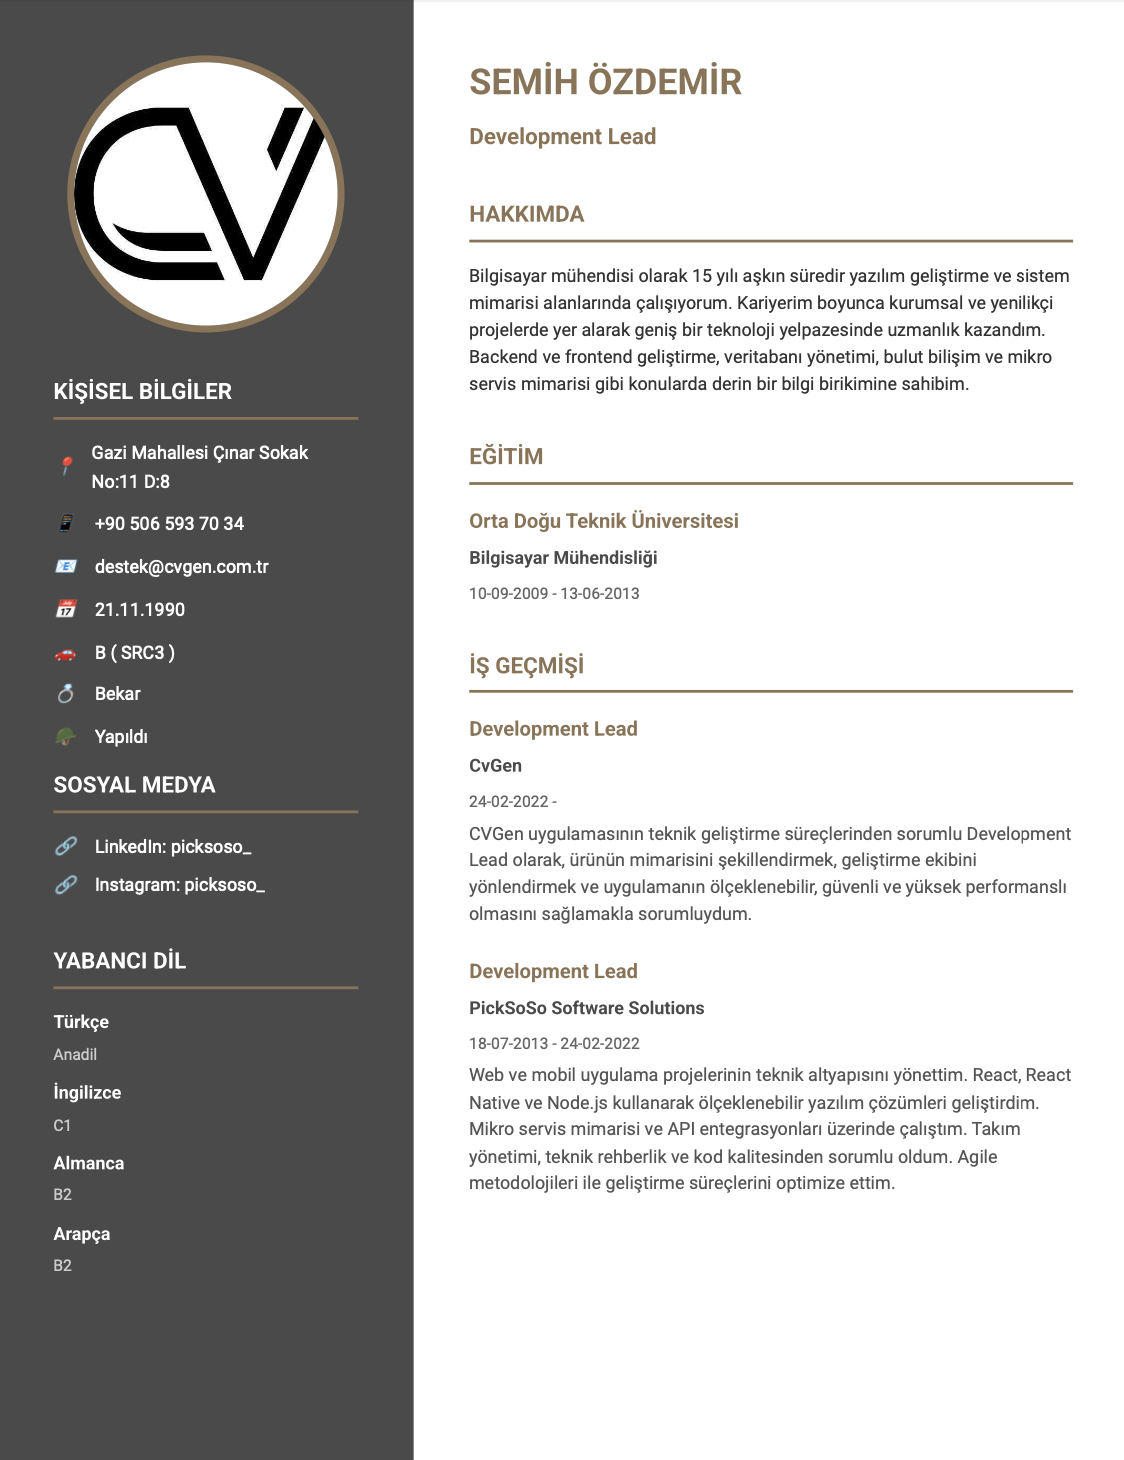 CV
KİŞİSEL BİLGİLER
Gazi Mahallesi Çınar Sokak
No:11 D:8
+90 506 593 70 34
destek@cvgen.com.tr
21.11.1990
B ( SRC3 )
Bekar
Yapıldı
SOSYAL MEDYA
LinkedIn: picksoso_
Instagram: picksoso_
YABANCI DİL
Türkçe
Anadil
İngilizce
C1
Almanca
B2
Arapça
B2
SEMİH ÖZDEMİR
Development Lead
HAKKIMDA
Bilgisayar mühendisi olarak 15 yılı aşkın süredir yazılım geliştirme ve sistem
mimarisi alanlarında çalışıyorum. Kariyerim boyunca kurumsal ve yenilikçi
projelerde yer alarak geniş bir teknoloji yelpazesinde uzmanlık kazandım.
Backend ve frontend geliştirme, veritabanı yönetimi, bulut bilişim ve mikro
servis mimarisi gibi konularda derin bir bilgi birikimine sahibim.
EĞİTİM
Orta Doğu Teknik Üniversitesi
Bilgisayar Mühendisliği
10-09-2009 - 13-06-2013
İŞ GEÇMİŞİ
Development Lead
CvGen
24-02-2022 -
CVGen uygulamasının teknik geliştirme süreçlerinden sorumlu Development
Lead olarak, ürünün mimarisini şekillendirmek, geliştirme ekibini
yönlendirmek ve uygulamanın ölçeklenebilir, güvenli ve yüksek performanslı
olmasını sağlamakla sorumluydum.
Development Lead
PickSoSo Software Solutions
18-07-2013 - 24-02-2022
Web ve mobil uygulama projelerinin teknik altyapısını yönettim. React, React
Native ve Node.js kullanarak ölçeklenebilir yazılım çözümleri geliştirdim.
Mikro servis mimarisi ve API entegrasyonları üzerinde çalıştım. Takım
yönetimi, teknik rehberlik ve kod kalitesinden sorumlu oldum. Agile
metodolojileri ile geliştirme süreçlerini optimize ettim.